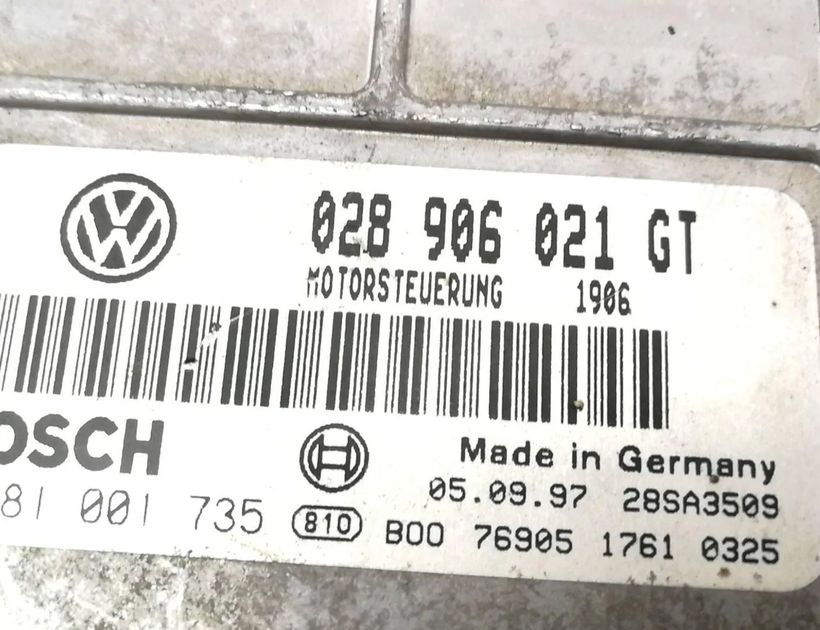 028 906 021 GT
MOTORSTEUERUNG 1906
OSCH
Made in Germany
05.09.97 28SA3509
81 001 735 810 B00 76905 1761 0325